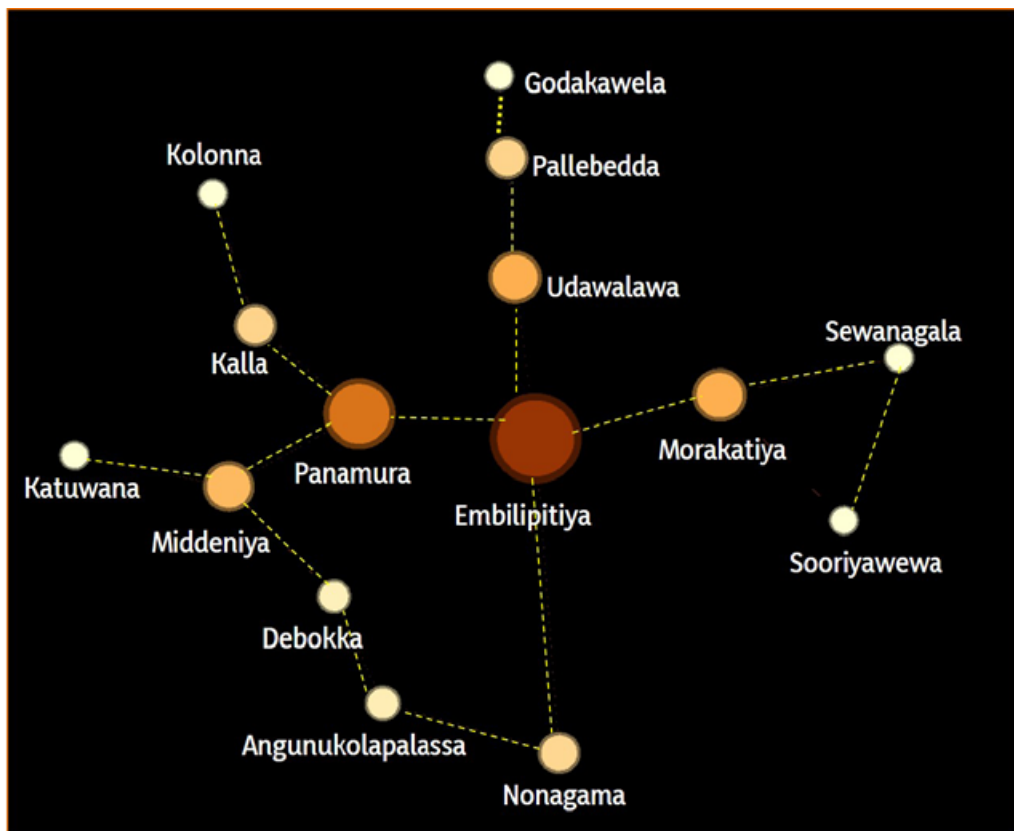 Godakawela
Kolonna
Pallebedda
Udawalawa
Sewanagala
Kalla
Morakatiya
Panamura
Katuwana
Embilipitiya
Middeniya
Sooriyawewa
Debokka
Angunukolapalassa
Nonagama